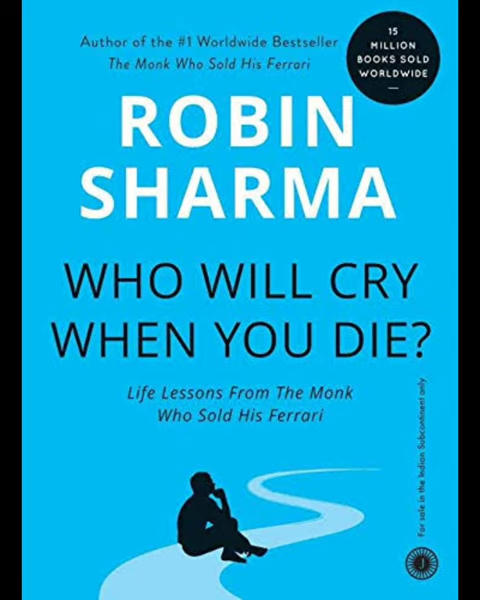 Author of the #1 Worldwide Bestseller
The Monk Who Sold His Ferrari
15
MILLION
BOOKS SOLD
WORLDWIDE
ROBIN
SHARMA
WHO WILL CRY
WHEN YOU DIE?
Life Lessons From The Monk
Who Sold His Ferrari
For sale in the Indian Subcontinent only
J